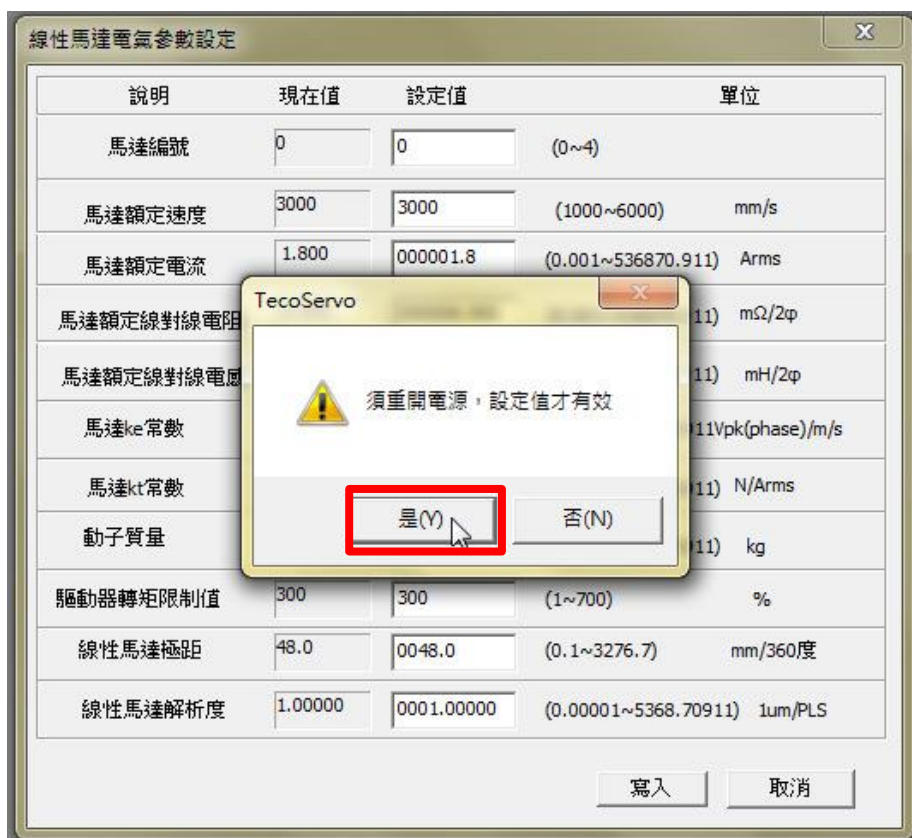 線性馬達電氣參數設定
說明 現在值 設定值 單位
馬達編號 0 0 (0~4)
馬達額定速度 3000 3000 (1000~6000) mm/s
馬達額定電流 1.800 000001.8 (0.001~536870.911) Arms
TecoServo
馬達額定線對線電阻 11) mΩ/2φ
馬達額定線對線電感 11) mH/2φ
須重開電源，設定值才有效
馬達ke常數 911Vpk(phase)/m/s
馬達kt常數 911) N/Arms
是(Y) 否(N)
動子質量 911) kg
驅動器轉矩限制值 300 300 (1~700) %
線性馬達極距 48.0 0048.0 (0.1~3276.7) mm/360度
線性馬達解析度 1.00000 0001.00000 (0.00001~5368.70911) 1um/PLS
寫入 取消